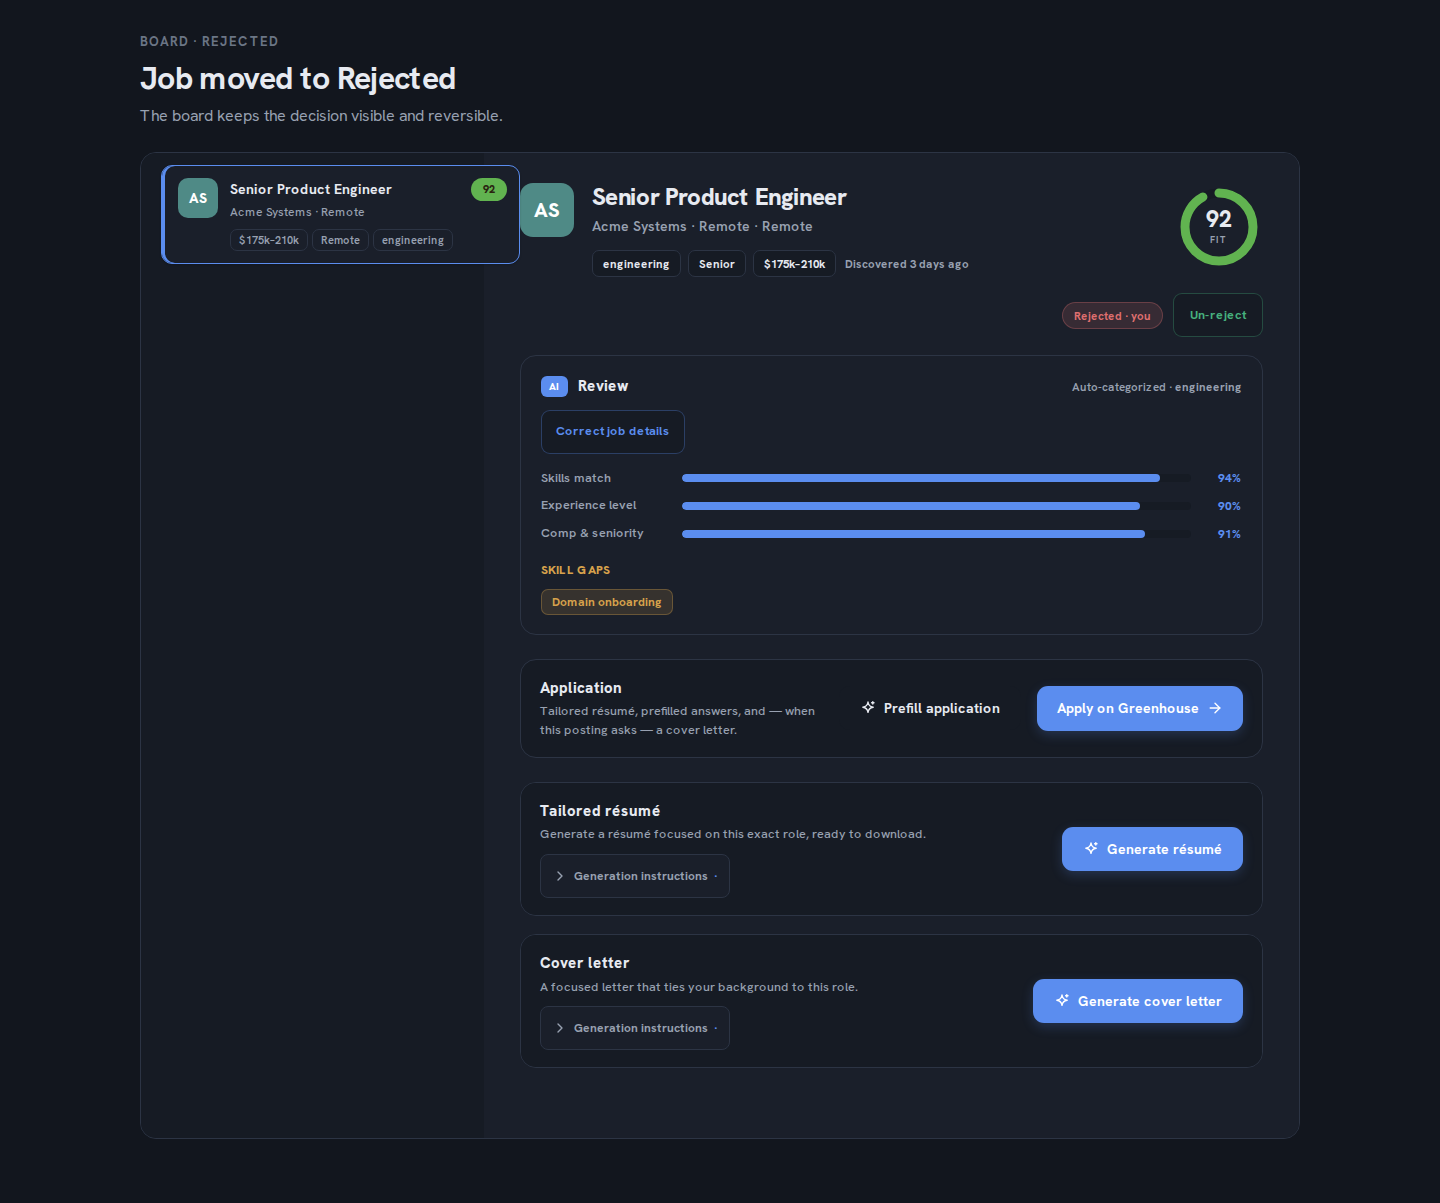 BOARD · REJECTED
Job moved to Rejected
The board keeps the decision visible and reversible.
AS
Senior Product Engineer
92
Acme Systems · Remote
$175k–210k
Remote
engineering
AS
Senior Product Engineer
Acme Systems · Remote · Remote
engineering
Senior
$175k–210k
Discovered 3 days ago
92
FIT
Rejected · you
Un-reject
AI
Review
Auto-categorized · engineering
Correct job details
Skills match
94%
Experience level
90%
Comp & seniority
91%
SKILL GAPS
Domain onboarding
Application
Tailored résumé, prefilled answers, and — when
this posting asks — a cover letter.
Prefill application
Apply on Greenhouse
Tailored résumé
Generate a résumé focused on this exact role, ready to download.
Generation instructions ·
Generate résumé
Cover letter
A focused letter that ties your background to this role.
Generation instructions ·
Generate cover letter